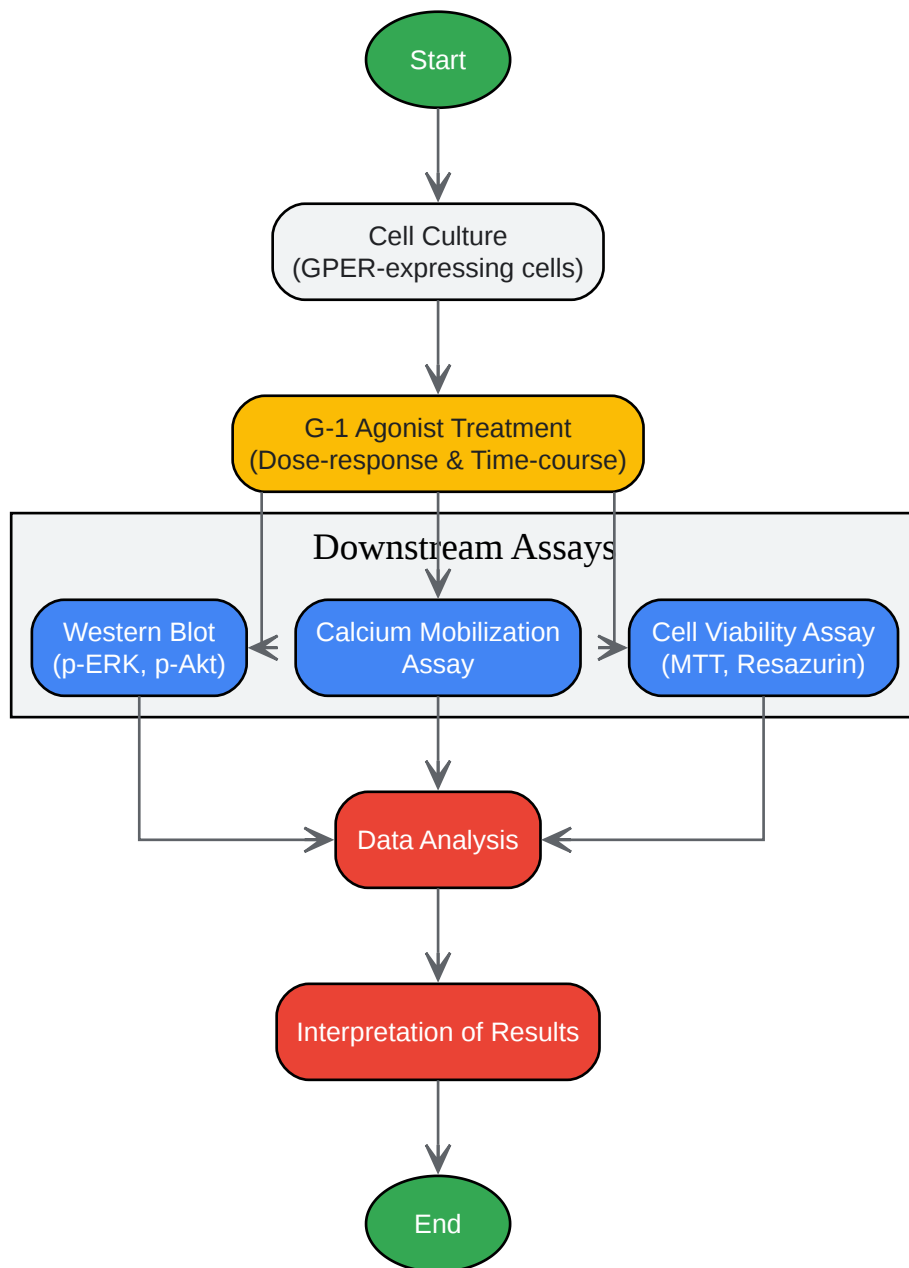 Start
Cell Culture
(GPER-expressing cells)
G-1 Agonist Treatment
(Dose-response & Time-course)
Downstream Assays
Western Blot
(p-ERK, p-Akt)
Calcium Mobilization
Assay
Cell Viability Assay
(MTT, Resazurin)
Data Analysis
Interpretation of Results
End